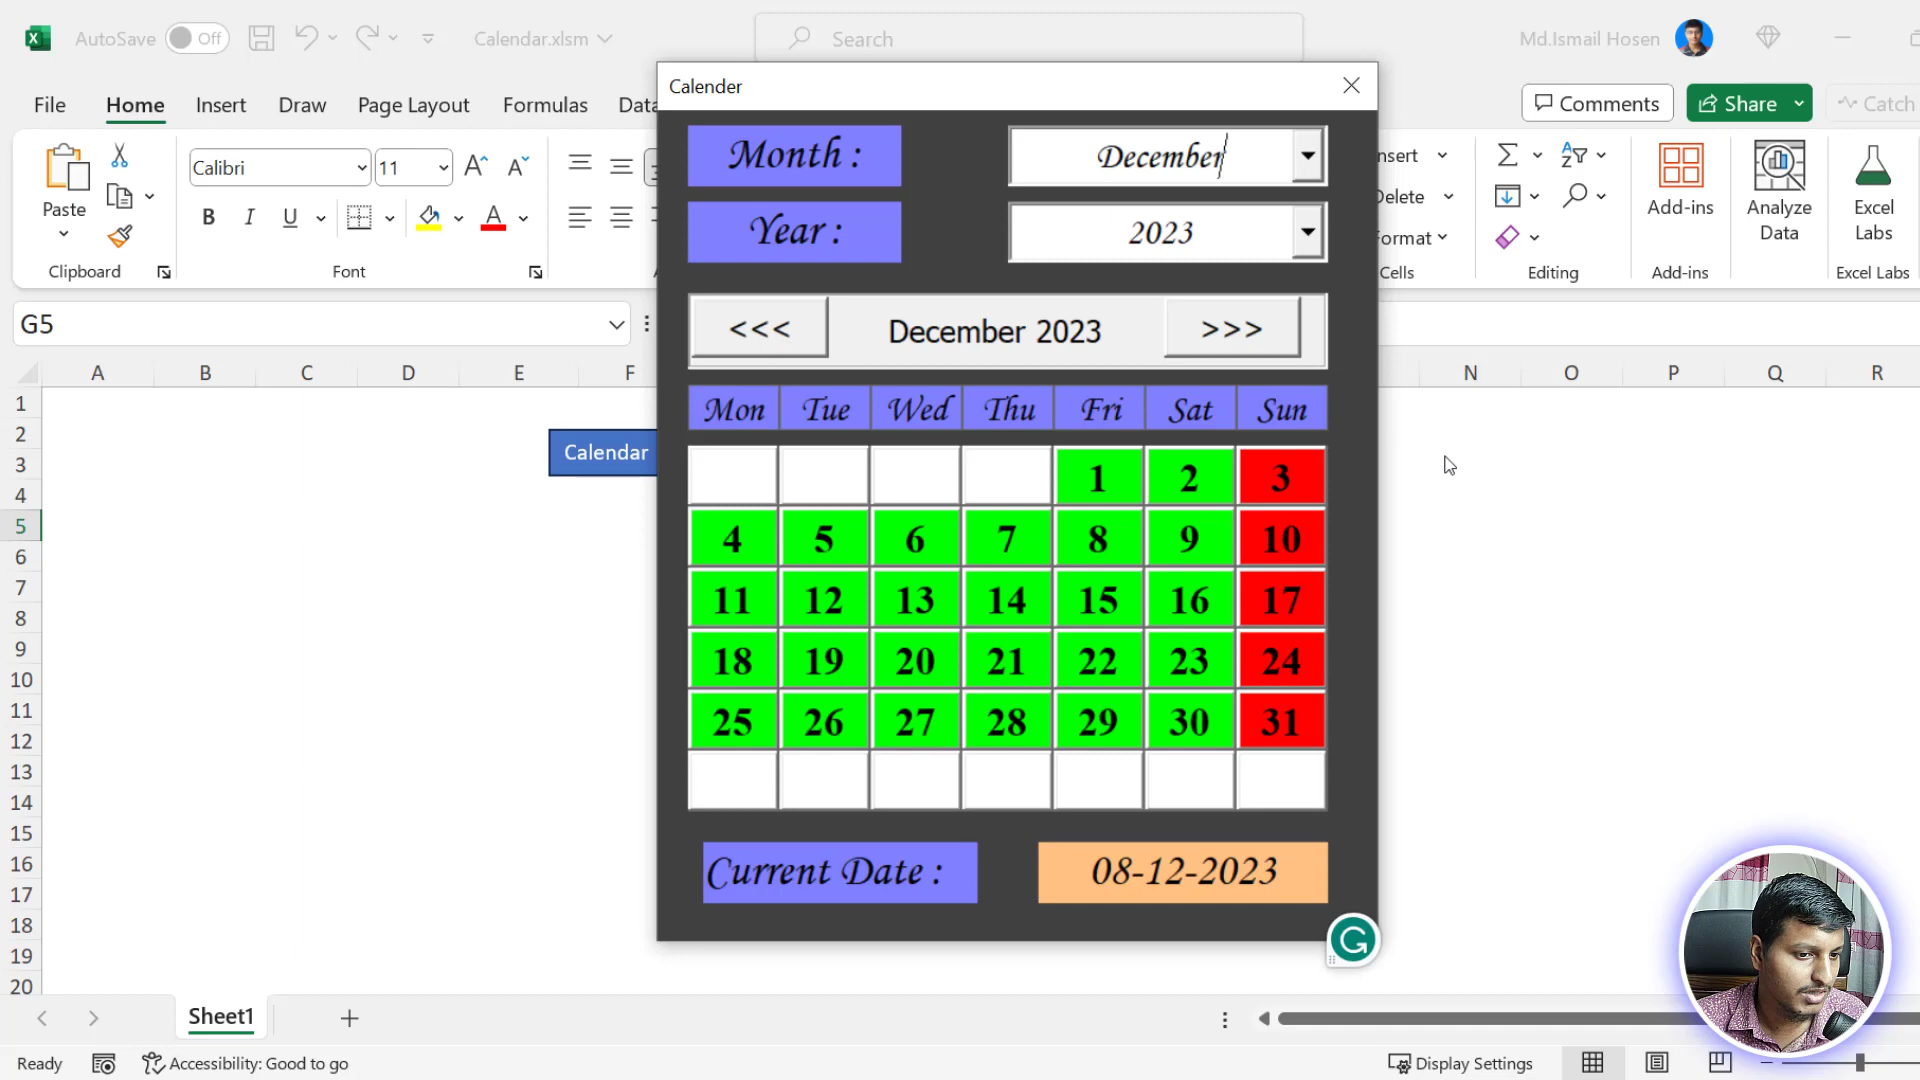 AutoSave Off Calendar.xlsm Search Md.Ismail Hosen
Calender
File Home Insert Draw Page Layout Formulas Comments Share Catch
Month : December
Year : 2023
Calibri 11
Paste
B I U A
Clipboard Font
Add-ins
Analyze Data
Excel Labs
Cells Editing Add-ins Excel Labs
G5
<<< December 2023 >>>
A B C D E F N O P Q R
Mon Tue Wed Thu Fri Sat Sun
Calendar
1 2 3
4 5 6 7 8 9 10
11 12 13 14 15 16 17
18 19 20 21 22 23 24
25 26 27 28 29 30 31
Current Date : 08-12-2023
1
2
3
4
5
6
7
8
9
10
11
12
13
14
15
16
17
18
19
20
Sheet1
Ready Accessibility: Good to go Display Settings